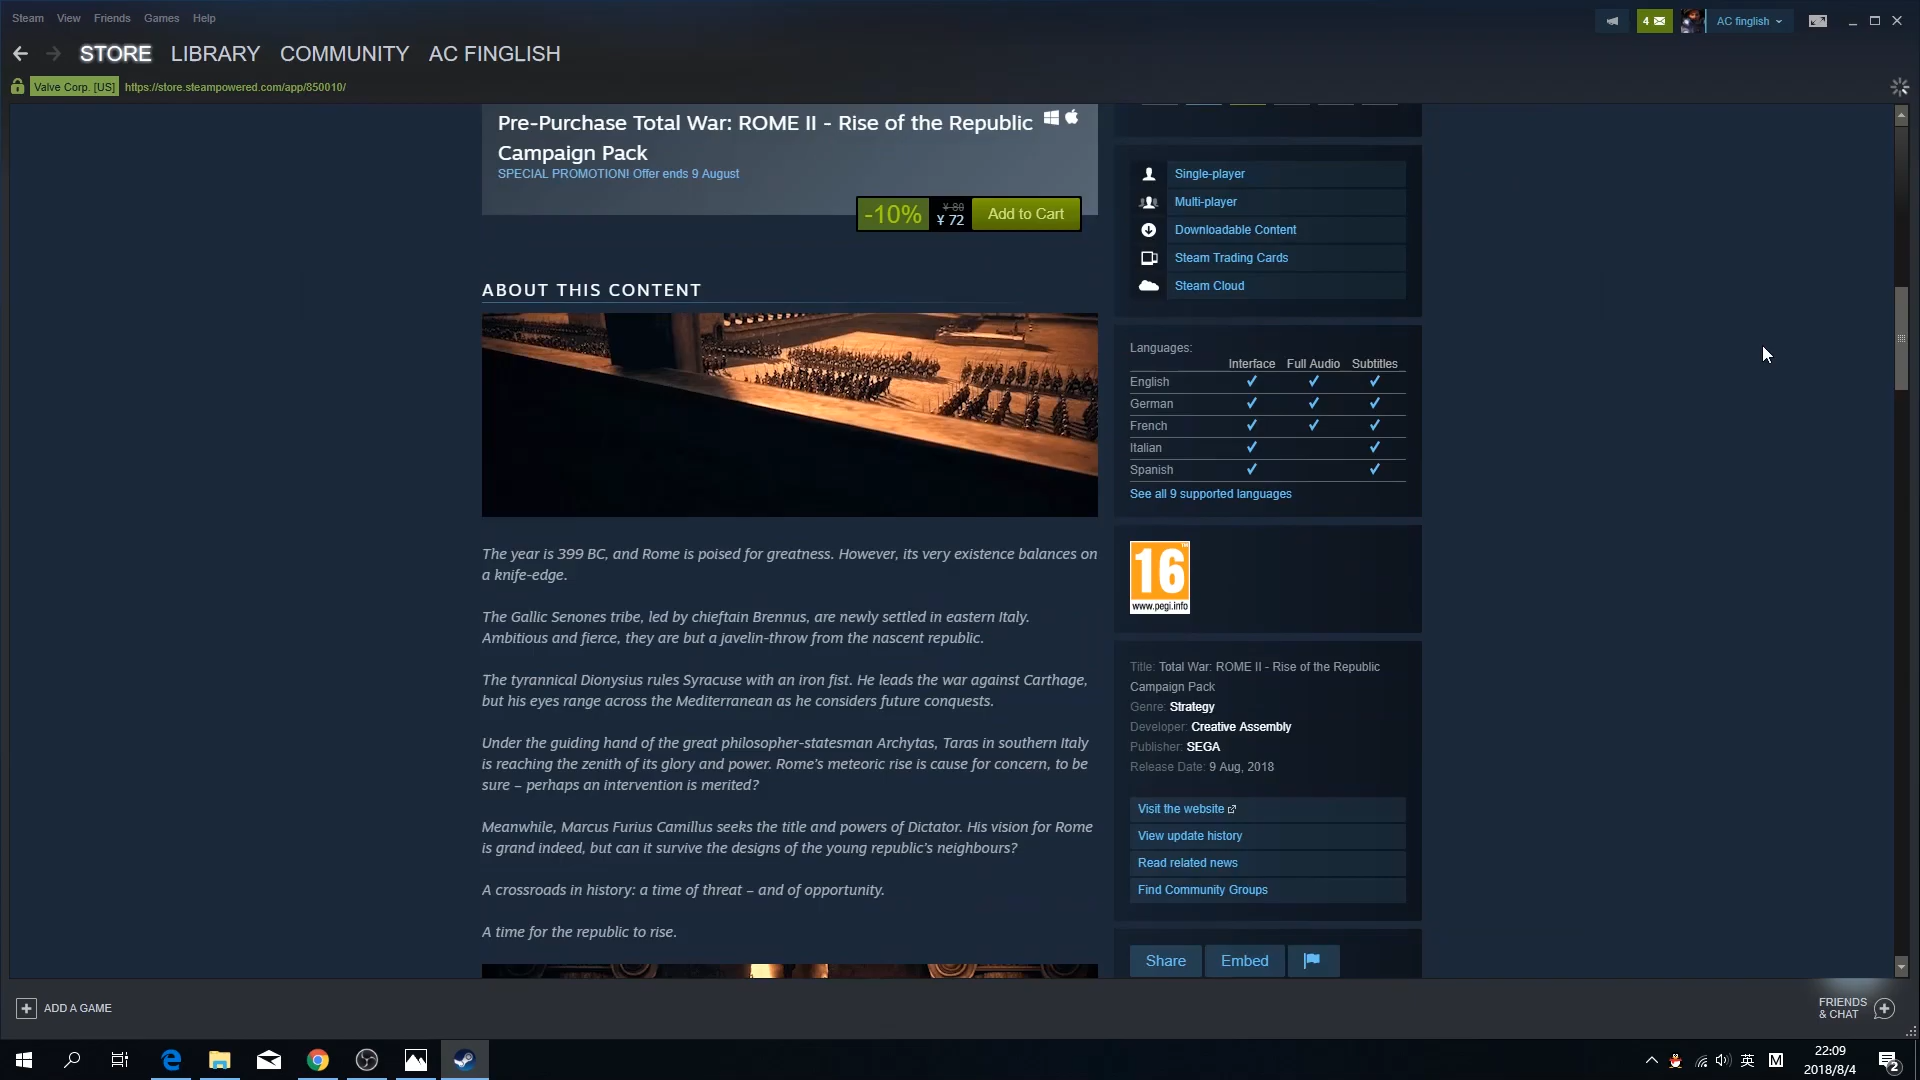 Steam View Friends Games Help
4
AC finglish
STORE LIBRARY COMMUNITY AC FINGLISH
Valve Corp. [US] https://store.steampowered.com/app/850010/
Pre-Purchase Total War: ROME II - Rise of the Republic
Campaign Pack
SPECIAL PROMOTION! Offer ends 9 August
-10%
¥ 80
¥ 72
Add to Cart
ABOUT THIS CONTENT
The year is 399 BC, and Rome is poised for greatness. However, its very existence balances on
a knife-edge.
The Gallic Senones tribe, led by chieftain Brennus, are newly settled in eastern Italy.
Ambitious and fierce, they are but a javelin-throw from the nascent republic.
The tyrannical Dionysius rules Syracuse with an iron fist. He leads the war against Carthage,
but his eyes range across the Mediterranean as he considers future conquests.
Under the guiding hand of the great philosopher-statesman Archytas, Taras in southern Italy
is reaching the zenith of its glory and power. Rome's meteoric rise is cause for concern, to be
sure – perhaps an intervention is merited?
Meanwhile, Marcus Furius Camillus seeks the title and powers of Dictator. His vision for Rome
is grand indeed, but can it survive the designs of the young republic's neighbours?
A crossroads in history: a time of threat – and of opportunity.
A time for the republic to rise.
Single-player
Multi-player
Downloadable Content
Steam Trading Cards
Steam Cloud
Languages:
Interface Full Audio Subtitles
English ✓ ✓ ✓
German ✓ ✓ ✓
French ✓ ✓ ✓
Italian ✓ ✓
Spanish ✓ ✓
See all 9 supported languages
16
www.pegi.info
Title: Total War: ROME II - Rise of the Republic
Campaign Pack
Genre: Strategy
Developer: Creative Assembly
Publisher: SEGA
Release Date: 9 Aug, 2018
Visit the website
View update history
Read related news
Find Community Groups
Share Embed
ADD A GAME
FRIENDS
& CHAT
英 M
22:09
2018/8/4
2